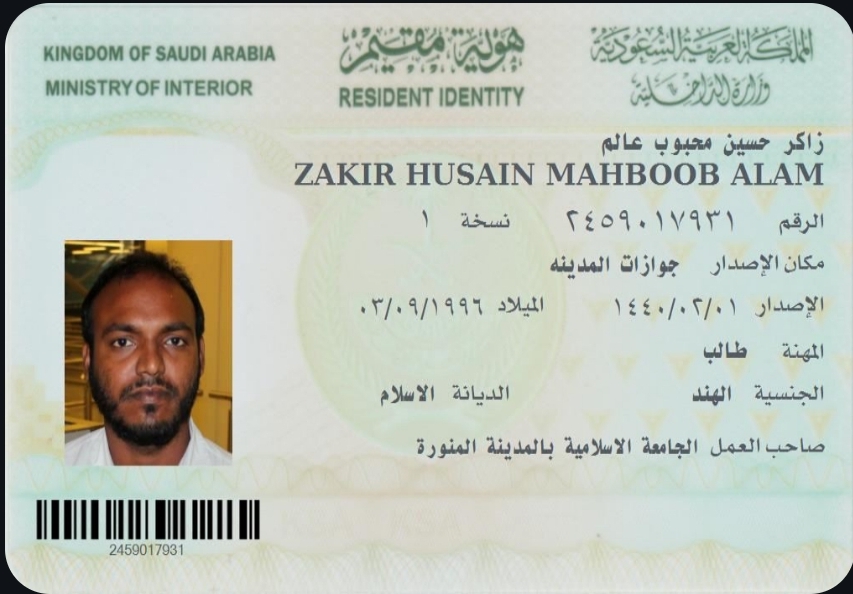 KINGDOM OF SAUDI ARABIA
MINISTRY OF INTERIOR
هوية مقيم
RESIDENT IDENTITY
المملكة العربية السعودية
وزارة الداخلية
زاكر حسين محبوب عالم
ZAKIR HUSAIN MAHBOOB ALAM
الرقم ٢٤٥٩٠١٧٩٣١ نسخة ١
مكان الإصدار جوازات المدينه
الإصدار ١٤٤٠/٠٢/٠١ الميلاد ٠٣/٠٩/١٩٩٦
المهنة طالب
الجنسية الهند الديانة الاسلام
صاحب العمل الجامعة الاسلامية بالمدينة المنورة
KSA KSA
2459017931